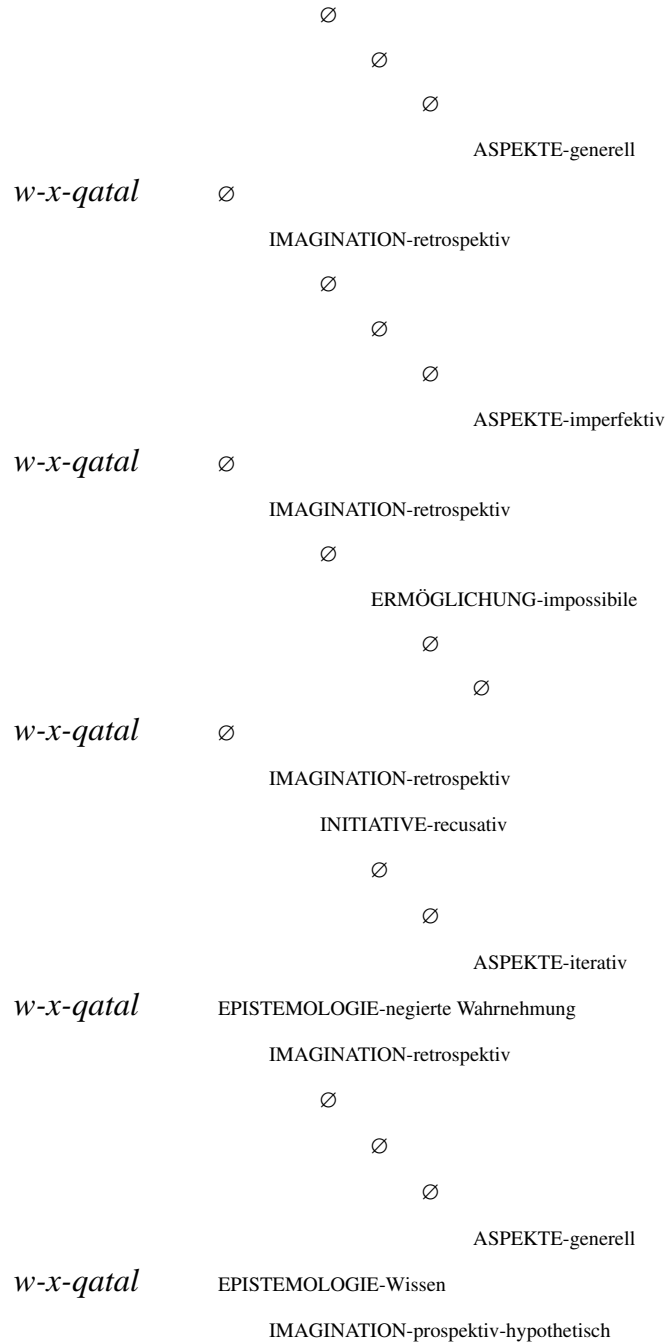 ∅
∅
∅
ASPEKTE-generell
w-x-qatal ∅
IMAGINATION-retrospektiv
∅
∅
∅
ASPEKTE-imperfektiv
w-x-qatal ∅
IMAGINATION-retrospektiv
∅
ERMÖGLICHUNG-impossibile
∅
∅
w-x-qatal ∅
IMAGINATION-retrospektiv
INITIATIVE-recusativ
∅
∅
ASPEKTE-iterativ
w-x-qatal EPISTEMOLOGIE-negierte Wahrnehmung
IMAGINATION-retrospektiv
∅
∅
∅
ASPEKTE-generell
w-x-qatal EPISTEMOLOGIE-Wissen
IMAGINATION-prospektiv-hypothetisch